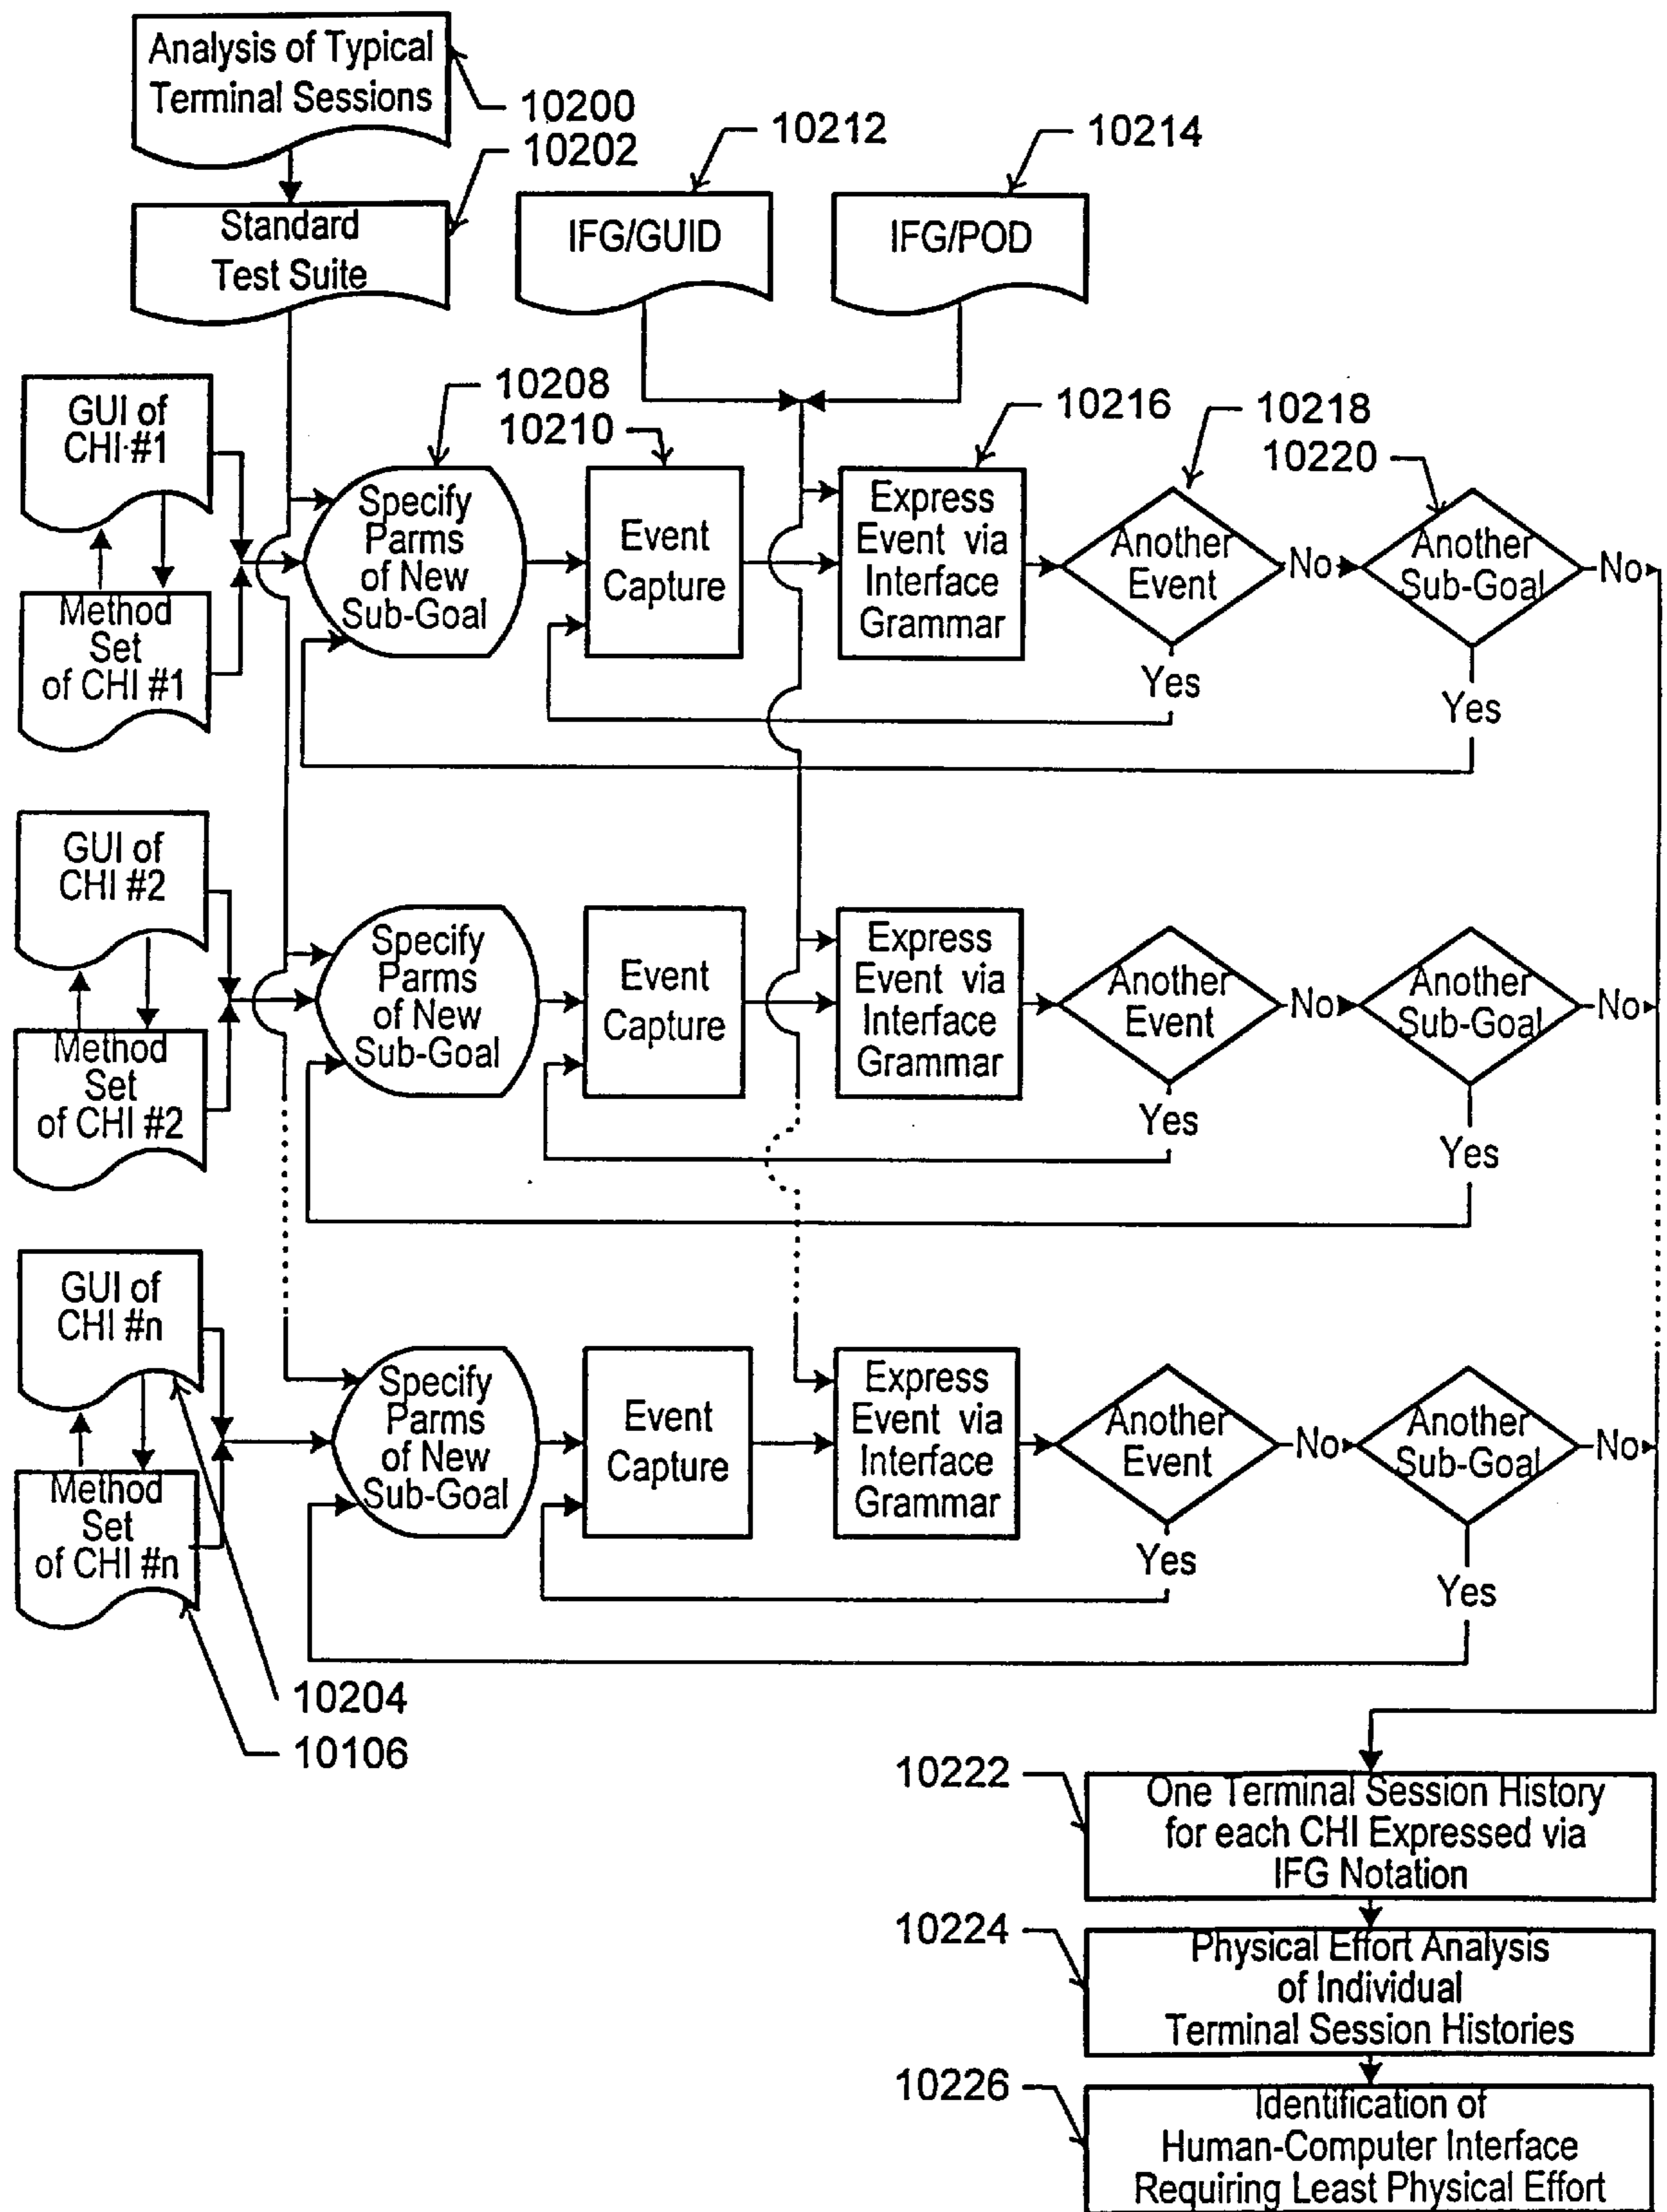 Analysis of Typical
Terminal Sessions
10200
10202
Standard
Test Suite
10212
IFG/GUID
10214
IFG/POD
GUI of
CHI #1
Method
Set
of CHI #1
10208
10210
Specify
Parms
of New
Sub-Goal
Event
Capture
10216
Express
Event via
Interface
Grammar
10218
10220
Another
Event
No
Another
Sub-Goal
No
Yes
Yes
GUI of
CHI #2
Method
Set
of CHI #2
Specify
Parms
of New
Sub-Goal
Event
Capture
Express
Event via
Interface
Grammar
Another
Event
No
Another
Sub-Goal
No
Yes
Yes
GUI of
CHI #n
Method
Set
of CHI #n
Specify
Parms
of New
Sub-Goal
Event
Capture
Express
Event via
Interface
Grammar
Another
Event
No
Another
Sub-Goal
No
Yes
Yes
10204
10106
10222
One Terminal Session History
for each CHI Expressed via
IFG Notation
10224
Physical Effort Analysis
of Individual
Terminal Session Histories
10226
Identification of
Human-Computer Interface
Requiring Least Physical Effort